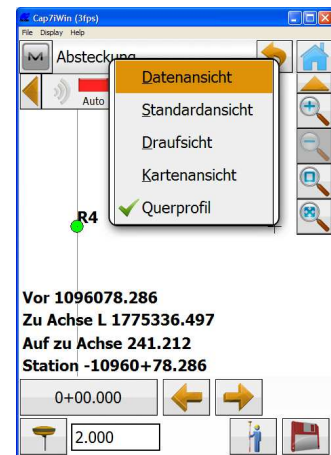 Cap7iWin (3fps)
File Display Help
Absteckung
Datenansicht
Auto
Standardansicht
Draufsicht
Kartenansicht
Querprofil
R4
Vor 1096078.286
Zu Achse L 1775336.497
Auf zu Achse 241.212
Station -10960+78.286
0+00.000
2.000